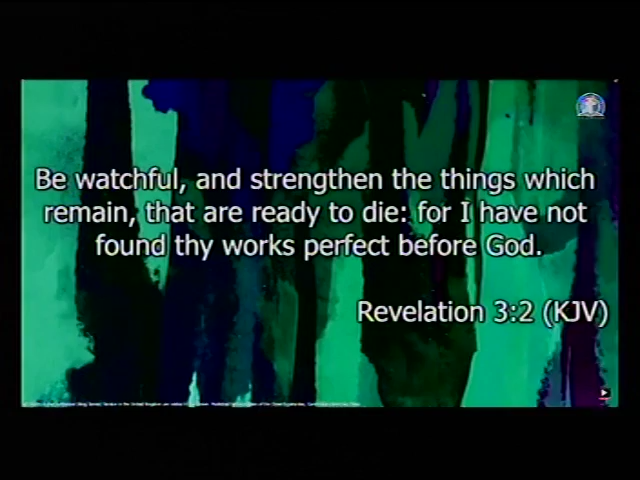 Be watchful, and strengthen the things which
remain, that are ready to die: for I have not
found thy works perfect before God.
Revelation 3:2 (KJV)